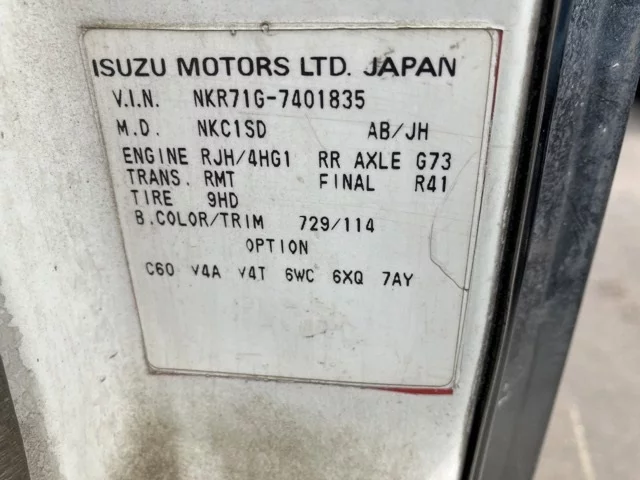 ISUZU MOTORS LTD. JAPAN
V.I.N. NKR71G-7401835
M.D. NKC1SD AB/JH
ENGINE RJH/4HG1 RR AXLE G73
TRANS. RMT FINAL R41
TIRE 9HD
B.COLOR/TRIM 729/114
OPTION
C60 V4A V4T 6WC 6XQ 7AY